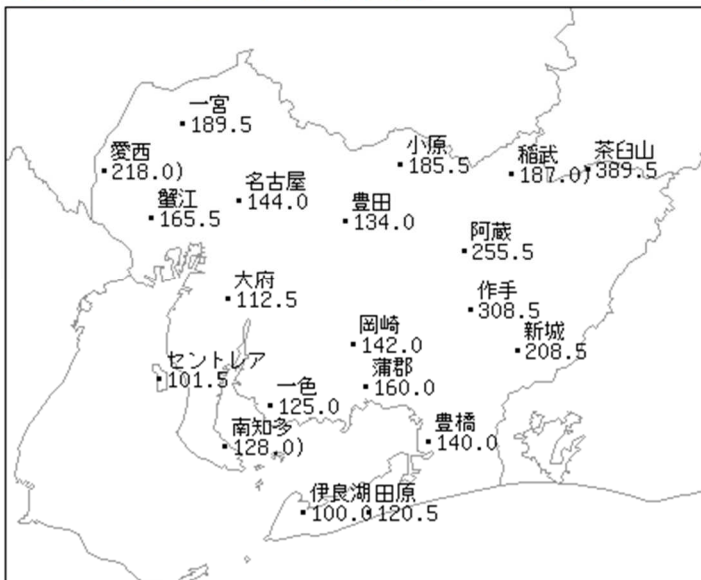 一宮
189.5
愛西
218.0)
小原
185.5
稲武
187.0)
茶臼山
389.5
蟹江
165.5
名古屋
144.0
豊田
134.0
阿蔵
255.5
大府
112.5
作手
308.5
岡崎
142.0
新城
208.5
セントレア
101.5
蒲郡
160.0
一色
125.0
南知多
128.0)
豊橋
140.0
伊良湖
100.0
田原
120.5